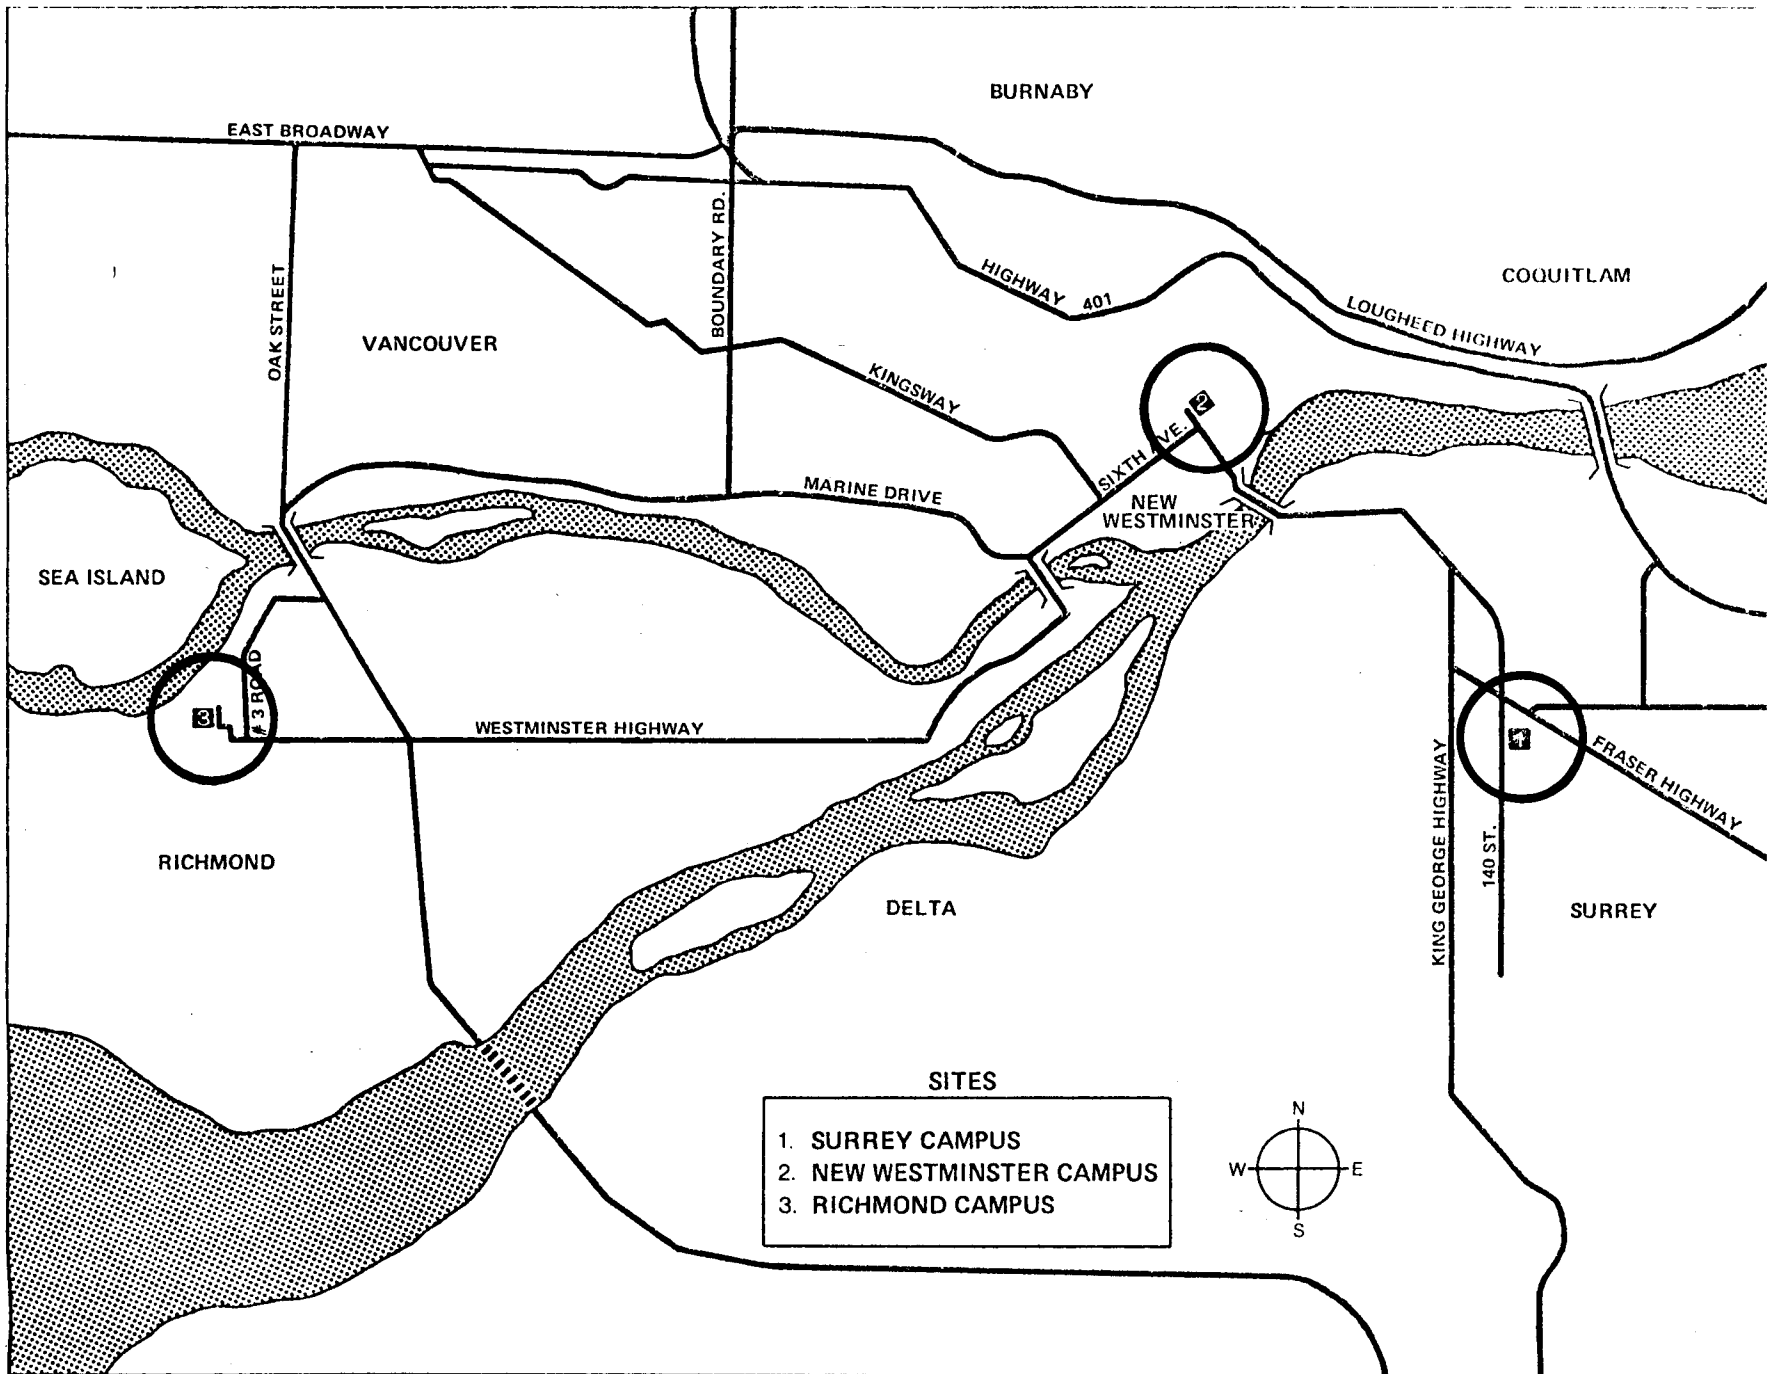 BURNABY
EAST BROADWAY
BOUNDARY RD.
OAK STREET
HIGHWAY 401
COQUITLAM
LOUGHEED HIGHWAY
VANCOUVER
KINGSWAY
2
SIXTH AVE.
MARINE DRIVE
NEW
WESTMINSTER
SEA ISLAND
# 3 ROAD
3
WESTMINSTER HIGHWAY
1
FRASER HIGHWAY
KING GEORGE HIGHWAY
140 ST.
RICHMOND
DELTA
SURREY
SITES
1. SURREY CAMPUS
2. NEW WESTMINSTER CAMPUS
3. RICHMOND CAMPUS
N
W E
S